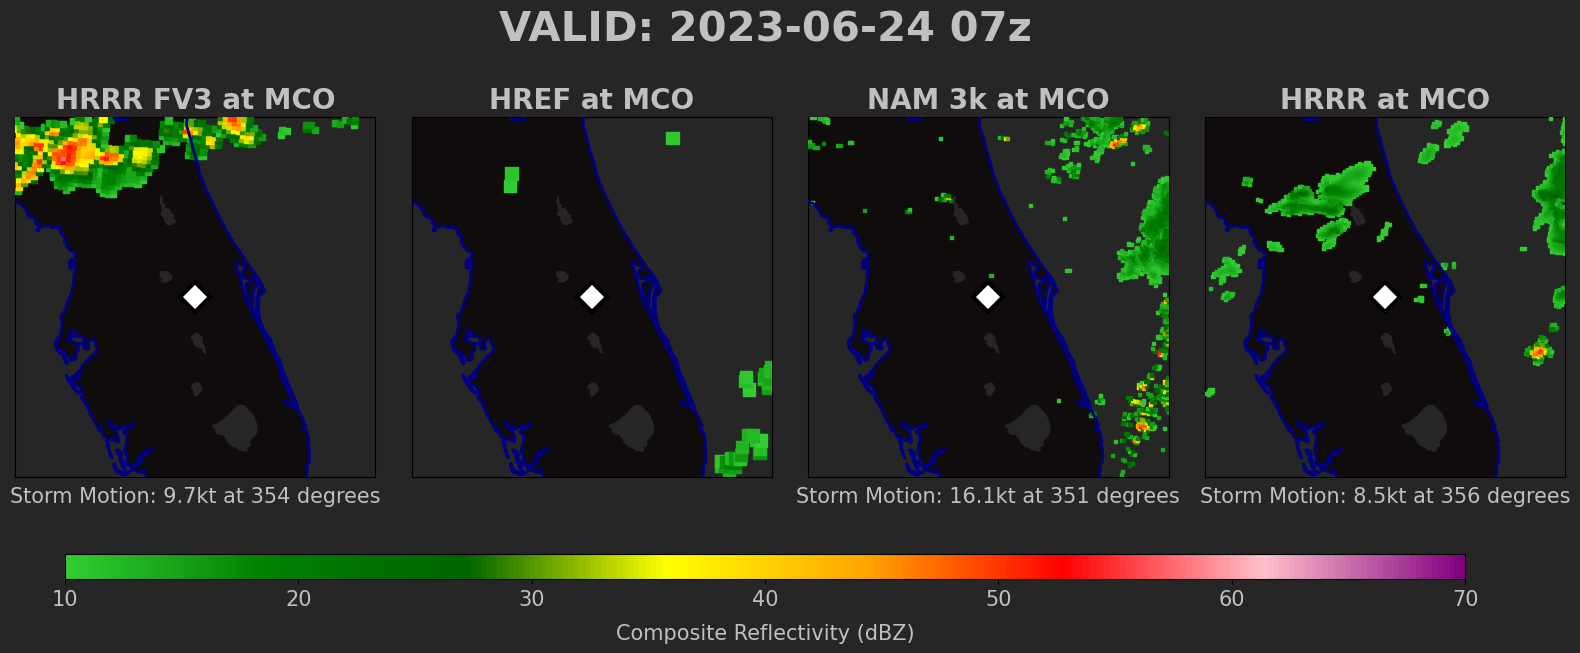 VALID: 2023-06-24 07z
HRRR FV3 at MCO
HREF at MCO
NAM 3k at MCO
HRRR at MCO
Storm Motion: 9.7kt at 354 degrees
Storm Motion: 16.1kt at 351 degrees
Storm Motion: 8.5kt at 356 degrees
10 20 30 40 50 60 70
Composite Reflectivity (dBZ)